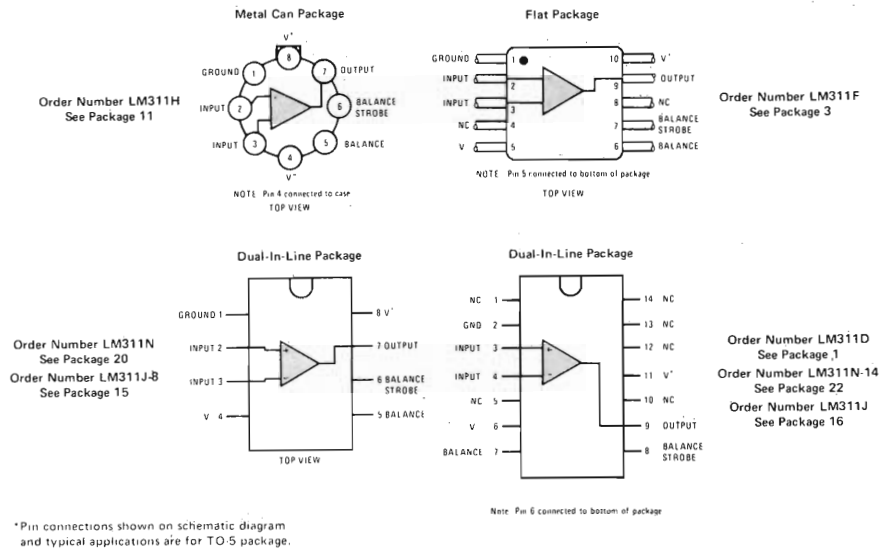 Metal Can Package
V+
8
GROUND 1
7 OUTPUT
INPUT 2
6 BALANCE
STROBE
INPUT 3
5 BALANCE
4
V-
NOTE Pin 4 connected to case
TOP VIEW
Order Number LM311H
See Package 11
Flat Package
GROUND 1
10 V+
INPUT 2
9 OUTPUT
INPUT 3
8 NC
NC 4
7 BALANCE
STROBE
V 5
6 BALANCE
NOTE Pin 5 connected to bottom of package
TOP VIEW
Order Number LM311F
See Package 3
Dual-In-Line Package
GROUND 1
8 V+
INPUT 2 +
7 OUTPUT
INPUT 3 −
6 BALANCE
STROBE
V 4
5 BALANCE
TOP VIEW
Order Number LM311N
See Package 20
Order Number LM311J-8
See Package 15
Dual-In-Line Package
NC 1
14 NC
GND 2
13 NC
INPUT 3 +
12 NC
INPUT 4 −
11 V+
NC 5
10 NC
V 6
9 OUTPUT
BALANCE 7
8 BALANCE
STROBE
Note Pin 6 connected to bottom of package
Order Number LM311D
See Package 1
Order Number LM311N-14
See Package 22
Order Number LM311J
See Package 16
*Pin connections shown on schematic diagram
and typical applications are for TO-5 package.